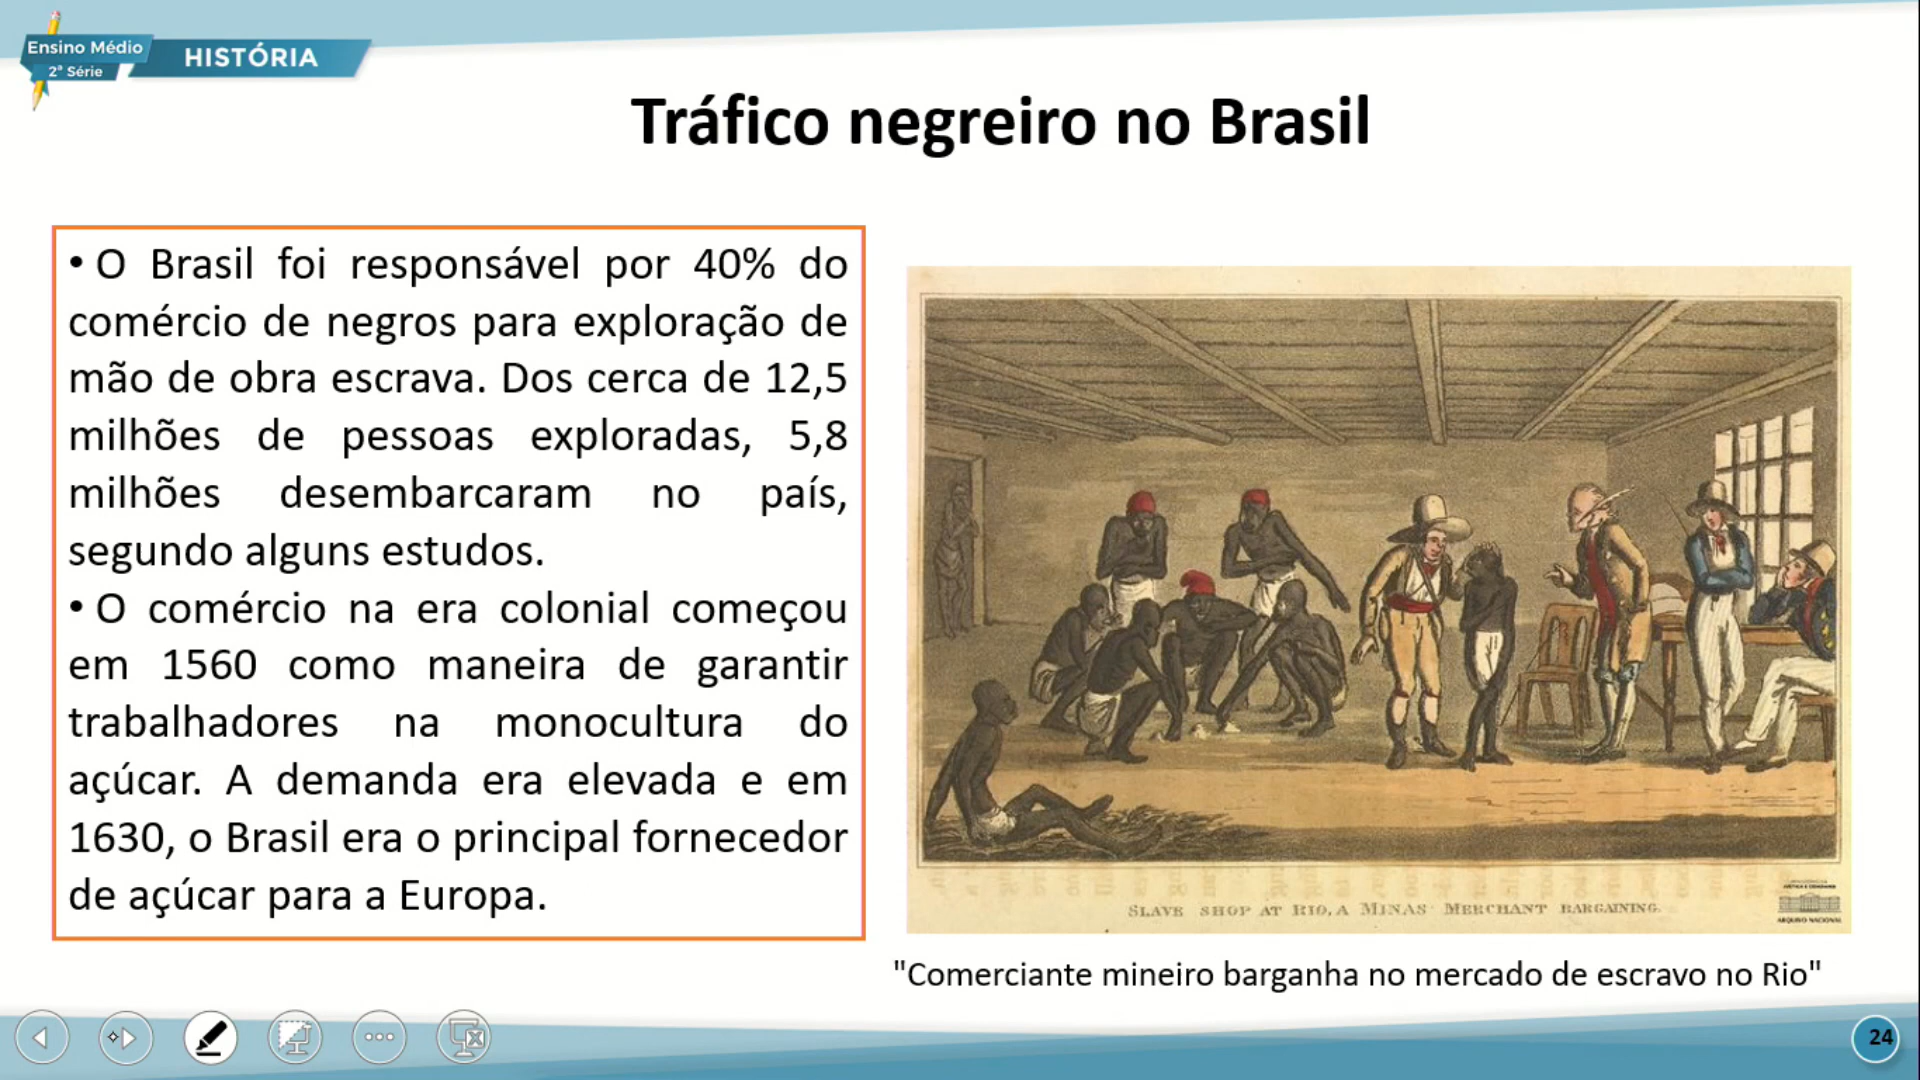 Ensino Médio
2ª Série
HISTÓRIA
Tráfico negreiro no Brasil
• O Brasil foi responsável por 40% do
comércio de negros para exploração de
mão de obra escrava. Dos cerca de 12,5
milhões de pessoas exploradas, 5,8
milhões desembarcaram no país,
segundo alguns estudos.
• O comércio na era colonial começou
em 1560 como maneira de garantir
trabalhadores na monocultura do
açúcar. A demanda era elevada e em
1630, o Brasil era o principal fornecedor
de açúcar para a Europa.
SLAVE SHOP AT RIO, A MINAS MERCHANT BARGAINING.
ARQUIVO NACIONAL
"Comerciante mineiro barganha no mercado de escravo no Rio"
24